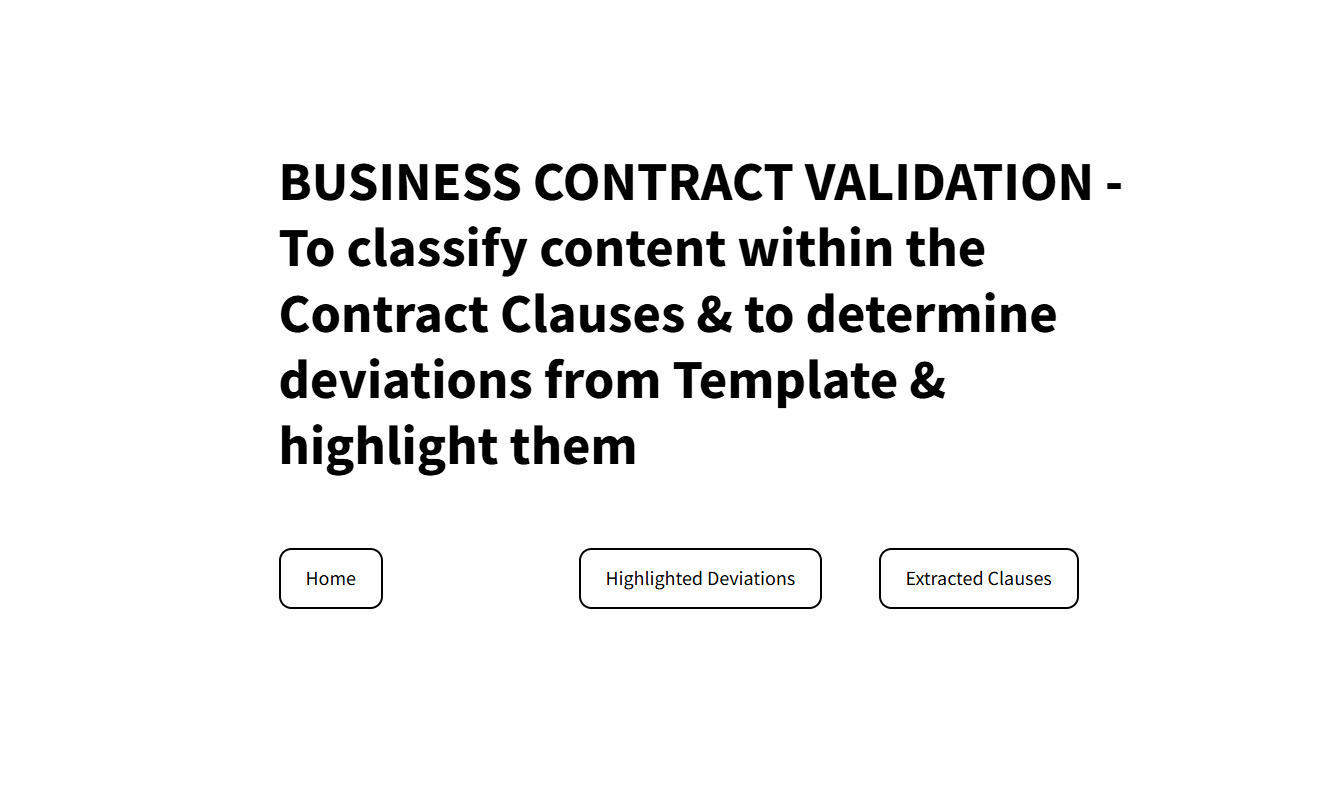 BUSINESS CONTRACT VALIDATION -
To classify content within the
Contract Clauses & to determine
deviations from Template &
highlight them
Home
Highlighted Deviations
Extracted Clauses